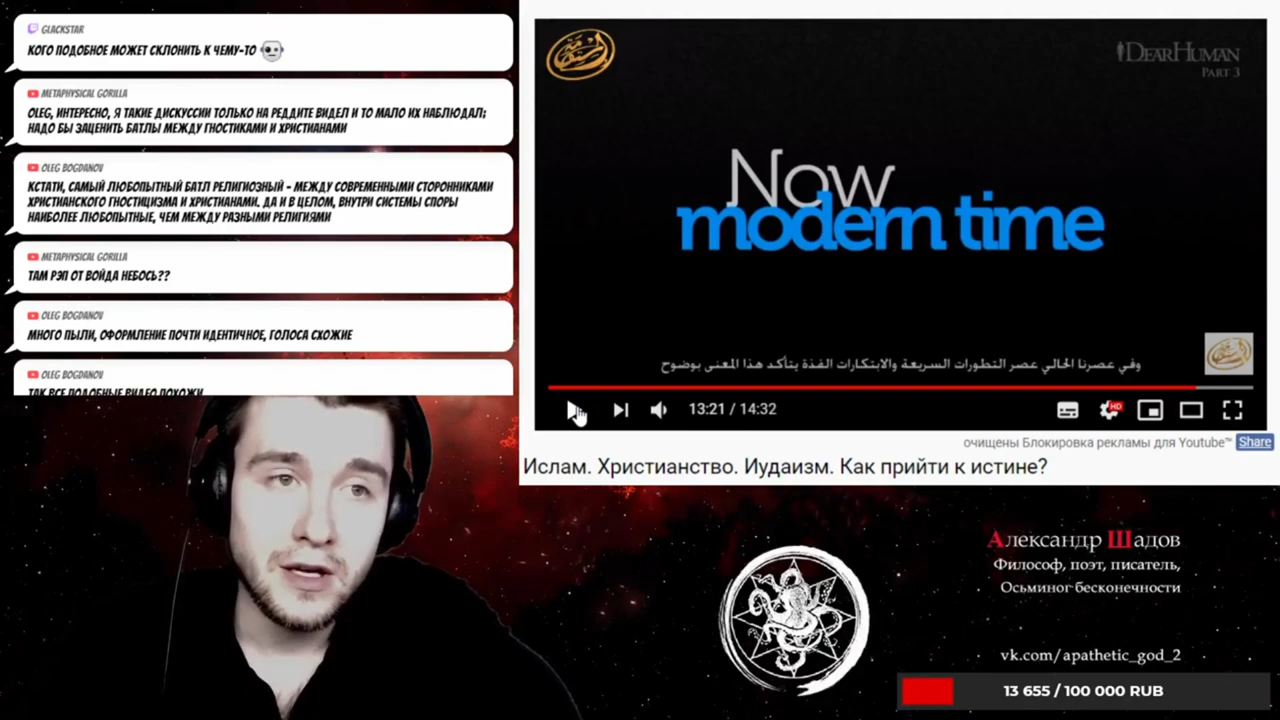 GLACKSTAR
КОГО ПОДОБНОЕ МОЖЕТ СКЛОНИТЬ К ЧЕМУ-ТО
METAPHYSICAL GORILLA
OLEG, ИНТЕРЕСНО, Я ТАКИЕ ДИСКУССИИ ТОЛЬКО НА РЕДДИТЕ ВИДЕЛ И ТО МАЛО ИХ НАБЛЮДАЛ;
НАДО БЫ ЗАЦЕНИТЬ БАТЛЫ МЕЖДУ ГНОСТИКАМИ И ХРИСТИАНАМИ
OLEG BOGDANOV
КСТАТИ, САМЫЙ ЛЮБОПЫТНЫЙ БАТЛ РЕЛИГИОЗНЫЙ - МЕЖДУ СОВРЕМЕННЫМИ СТОРОННИКАМИ
ХРИСТИАНСКОГО ГНОСТИЦИЗМА И ХРИСТИАНАМИ. ДА И В ЦЕЛОМ, ВНУТРИ СИСТЕМЫ СПОРЫ
НАИБОЛЕЕ ЛЮБОПЫТНЫЕ, ЧЕМ МЕЖДУ РАЗНЫМИ РЕЛИГИЯМИ
METAPHYSICAL GORILLA
ТАМ РЭП ОТ ВОЙДА НЕБОСЬ??
OLEG BOGDANOV
МНОГО ПЫЛИ, ОФОРМЛЕНИЕ ПОЧТИ ИДЕНТИЧНОЕ, ГОЛОСА СХОЖИЕ
OLEG BOGDANOV
ТАК ВСЕ ПОДОБНЫЕ ВИДЕО ПОХОЖИ
DEARHUMAN
PART 3
Now
modern time
وفي عصرنا الحالي عصر التطورات السريعة والابتكارات الفذة يتأكد هذا المعنى بوضوح
13:21 / 14:32
HD
очищены Блокировка рекламы для Youtube™ Share
Ислам. Христианство. Иудаизм. Как прийти к истине?
Александр Шадов
Философ, поэт, писатель,
Осьминог бесконечности
vk.com/apathetic_god_2
13 655 / 100 000 RUB